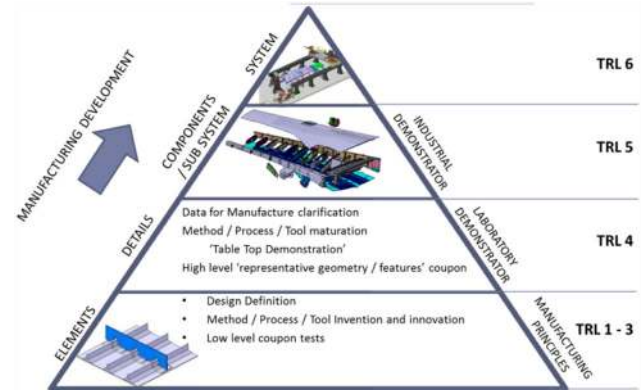 MANUFACTURING DEVELOPMENT
SYSTEM
TRL 6
COMPONENTS
/ SUB SYSTEM
INDUSTRIAL
DEMONSTRATOR
TRL 5
DETAILS
Data for Manufacture clarification
Method / Process / Tool maturation
'Table Top Demonstration'
High level 'representative geometry / features' coupon
LABORATORY
DEMONSTRATOR
TRL 4
ELEMENTS
• Design Definition
• Method / Process / Tool Invention and innovation
• Low level coupon tests
MANUFACTURING
PRINCIPLES
TRL 1 - 3